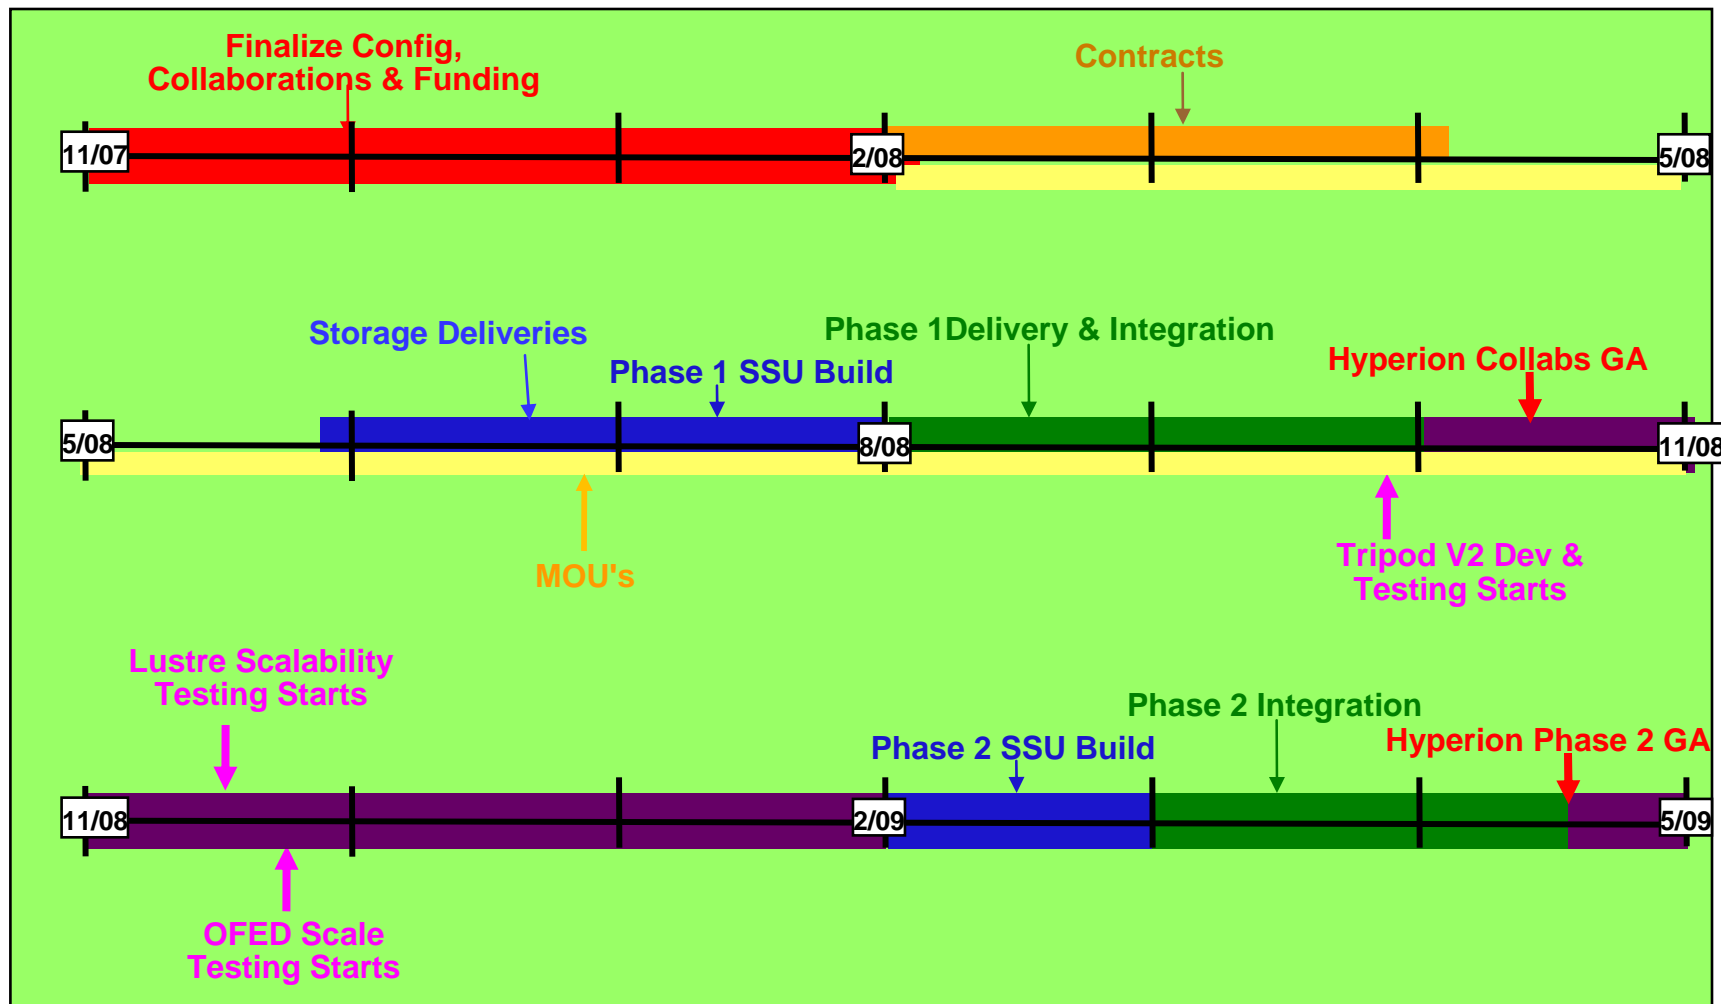 Finalize Config,
Collaborations & Funding
Contracts
11/07
2/08
5/08
Storage Deliveries
Phase 1 SSU Build
Phase 1Delivery & Integration
Hyperion Collabs GA
5/08
8/08
11/08
MOU's
Tripod V2 Dev &
Testing Starts
Lustre Scalability
Testing Starts
Phase 2 SSU Build
Phase 2 Integration
Hyperion Phase 2 GA
11/08
2/09
5/09
OFED Scale
Testing Starts